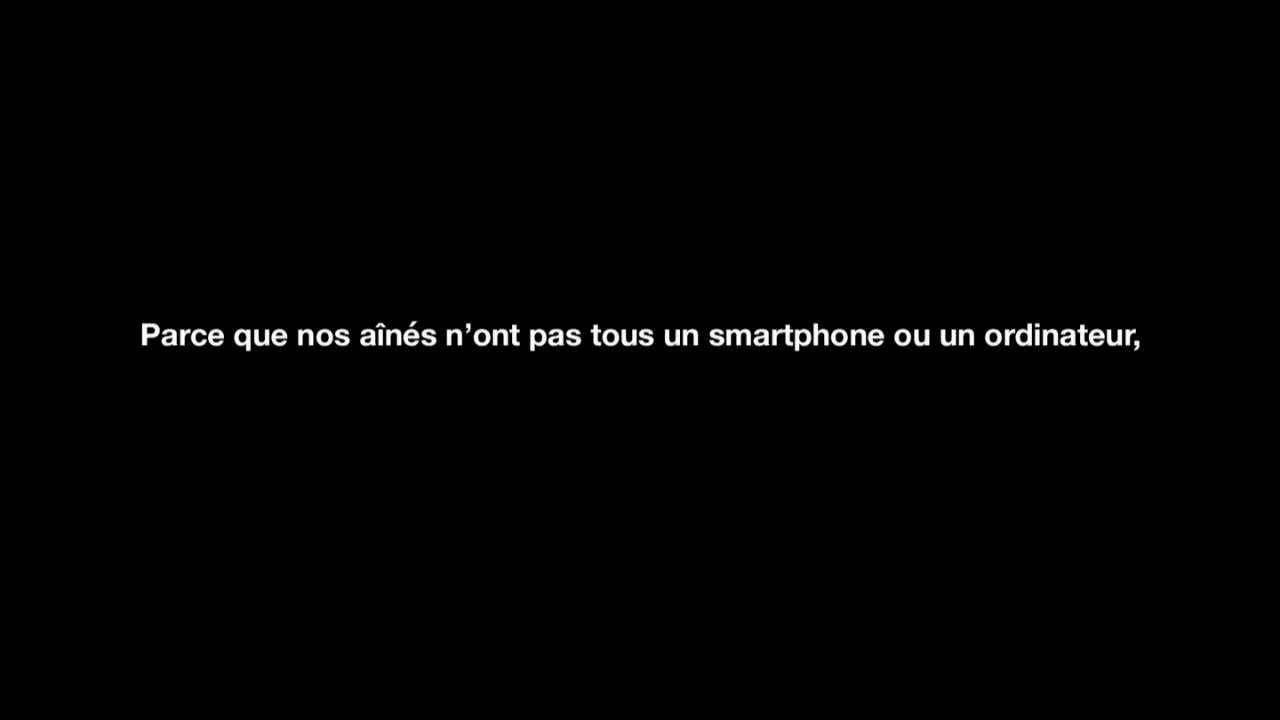 Parce que nos aînés n’ont pas tous un smartphone ou un ordinateur,